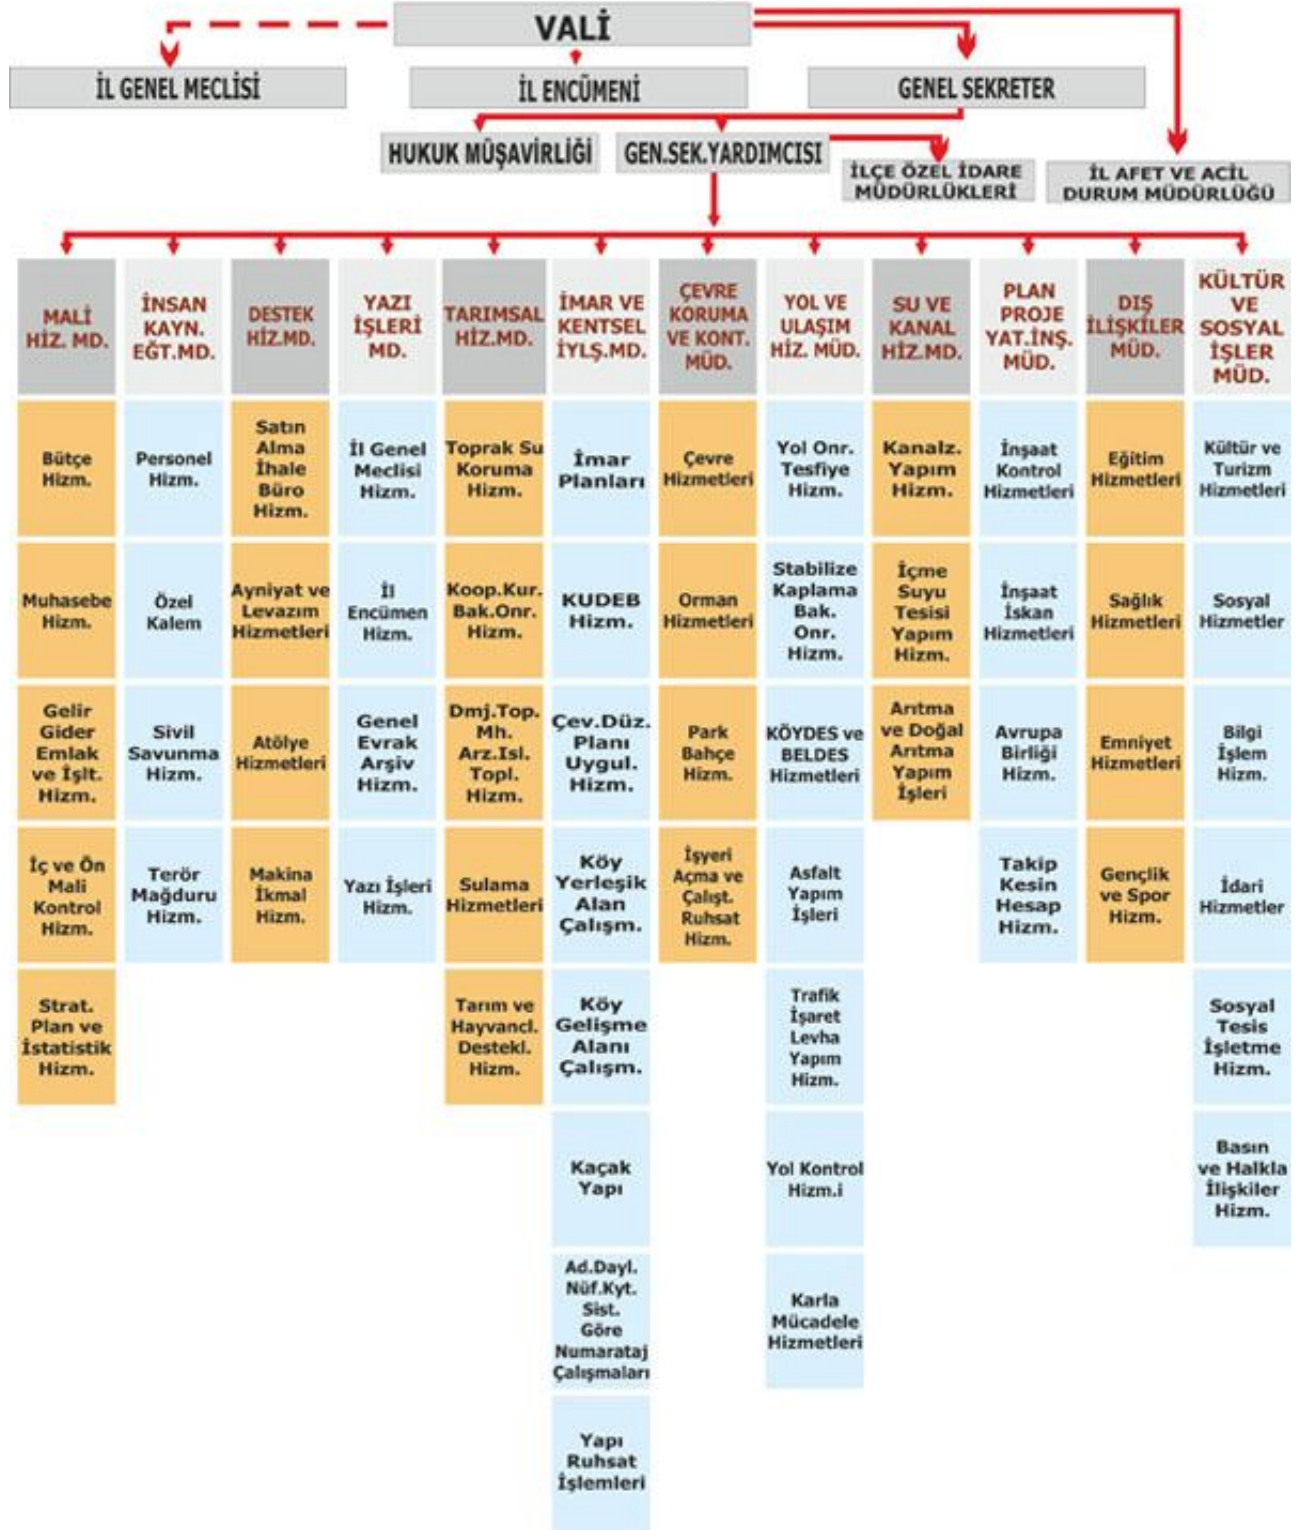 VALİ
İL GENEL MECLİSİ
İL ENCÜMENİ
GENEL SEKRETER
HUKUK MÜŞAVİRLİĞİ
GEN.SEK.YARDIMCISI
İLÇE ÖZEL İDARE
MÜDÜRLÜKLERİ
İL AFET VE ACİL
DURUM MÜDÜRLÜĞÜ
MALİ
HİZ. MD.
Bütçe
Hizm.
Muhasebe
Hizm.
Gelir
Gider
Emlak
ve İşlt.
Hizm.
İç ve Ön
Mali
Kontrol
Hizm.
Strat.
Plan ve
İstatistik
Hizm.
İNSAN
KAYN.
EĞT.MD.
Personel
Hizm.
Özel
Kalem
Sivil
Savunma
Hizm.
Terör
Mağduru
Hizm.
DESTEK
HİZ.MD.
Satın
Alma
İhale
Büro
Hizm.
Ayniyat ve
Levazım
Hizmetleri
Atölye
Hizmetleri
Makina
İkmal
Hizm.
YAZI
İŞLERİ
MD.
İl Genel
Meclisi
Hizm.
İl
Encümen
Hizm.
Genel
Evrak
Arşiv
Hizm.
Yazı İşleri
Hizm.
TARIMSAL
HİZ.MD.
Toprak Su
Koruma
Hizm.
Koop.Kur.
Bak.Onr.
Hizm.
Dmj.Top.
Mh.
Arz.Isl.
Topl.
Hizm.
Sulama
Hizmetleri
Tarım ve
Hayvancl.
Destekl.
Hizm.
İMAR VE
KENTSEL
İYLŞ.MD.
İmar
Planları
KUDEB
Hizm.
Çev.Düz.
Planı
Uygul.
Hizm.
Köy
Yerleşik
Alan
Çalışm.
Köy
Gelişme
Alanı
Çalışm.
Kaçak
Yapı
Ad.Dayl.
Nüf.Kyt.
Sist.
Göre
Numarataj
Çalışmaları
Yapı
Ruhsat
İşlemleri
ÇEVRE
KORUMA
VE KONT.
MÜD.
Çevre
Hizmetleri
Orman
Hizmetleri
Park
Bahçe
Hizm.
İşyeri
Açma ve
Çalışt.
Ruhsat
Hizm.
YOL VE
ULAŞIM
HİZ. MÜD.
Yol Onr.
Tesfiye
Hizm.
Stabilize
Kaplama
Bak.
Onr.
Hizm.
KÖYDES ve
BELDES
Hizmetleri
Asfalt
Yapım
İşleri
Trafik
İşaret
Levha
Yapım
Hizm.
Yol Kontrol
Hizm.i
Karla
Mücadele
Hizmetleri
SU VE
KANAL
HİZ.MD.
Kanalz.
Yapım
Hizm.
İçme
Suyu
Tesisi
Yapım
Hizm.
Arıtma
ve Doğal
Arıtma
Yapım
İşleri
PLAN
PROJE
YAT.İNŞ.
MÜD.
İnşaat
Kontrol
Hizmetleri
İnşaat
İskan
Hizmetleri
Avrupa
Birliği
Hizm.
Takip
Kesin
Hesap
Hizm.
DIŞ
İLİŞKİLER
MÜD.
Eğitim
Hizmetleri
Sağlık
Hizmetleri
Emniyet
Hizmetleri
Gençlik
ve Spor
Hizm.
KÜLTÜR
VE
SOSYAL
İŞLER
MÜD.
Kültür ve
Turizm
Hizmetleri
Sosyal
Hizmetler
Bilgi
İşlem
Hizm.
İdari
Hizmetler
Sosyal
Tesis
İşletme
Hizm.
Basın
ve Halkla
İlişkiler
Hizm.